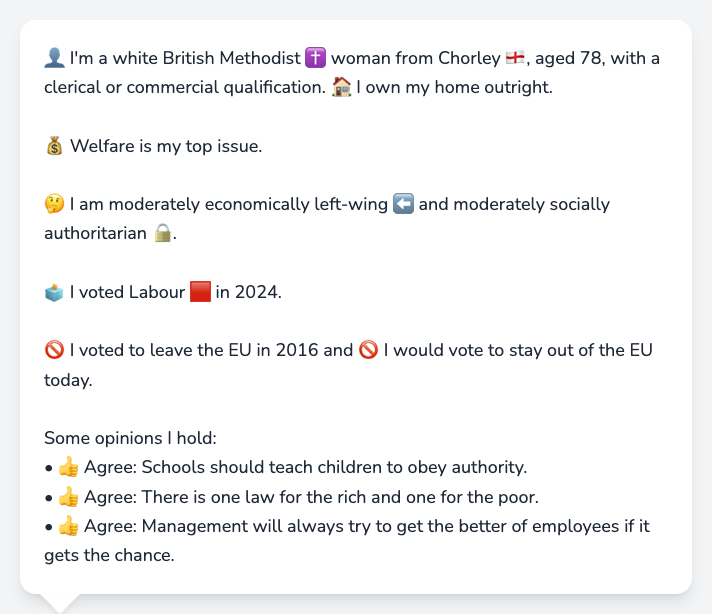 👤 I'm a white British Methodist ✝️ woman from Chorley 🏴󠁧󠁢󠁥󠁮󠁧󠁿, aged 78, with a
clerical or commercial qualification. 🏠 I own my home outright.
💰 Welfare is my top issue.
🤔 I am moderately economically left-wing ⬅️ and moderately socially
authoritarian 🔒.
🗳️ I voted Labour 🟥 in 2024.
🚫 I voted to leave the EU in 2016 and 🚫 I would vote to stay out of the EU
today.
Some opinions I hold:
• 👍 Agree: Schools should teach children to obey authority.
• 👍 Agree: There is one law for the rich and one for the poor.
• 👍 Agree: Management will always try to get the better of employees if it
gets the chance.